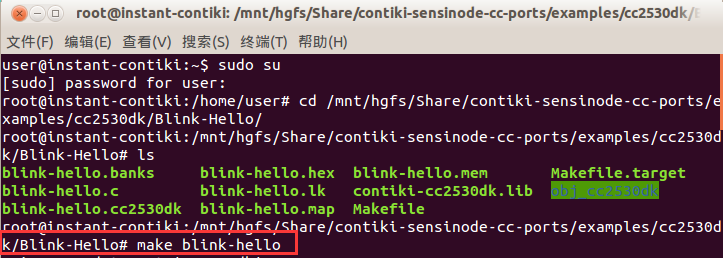 root@instant-contiki: /mnt/hgfs/Share/contiki-sensinode-cc-ports/examples/cc2530dk/
文件(F) 编辑(E) 查看(V) 搜索(S) 终端(T) 帮助(H)
user@instant-contiki:~$ sudo su
[sudo] password for user:
root@instant-contiki:/home/user# cd /mnt/hgfs/Share/contiki-sensinode-cc-ports/e
xamples/cc2530dk/Blink-Hello/
root@instant-contiki:/mnt/hgfs/Share/contiki-sensinode-cc-ports/examples/cc2530d
k/Blink-Hello# ls
blink-hello.banks blink-hello.hex blink-hello.mem Makefile.target
blink-hello.c blink-hello.lk contiki-cc2530dk.lib obj_cc2530dk
blink-hello.cc2530dk blink-hello.map Makefile
root@instant-contiki:/mnt/hgfs/Share/contiki-sensinode-cc-ports/examples/cc2530d
k/Blink-Hello# make blink-hello